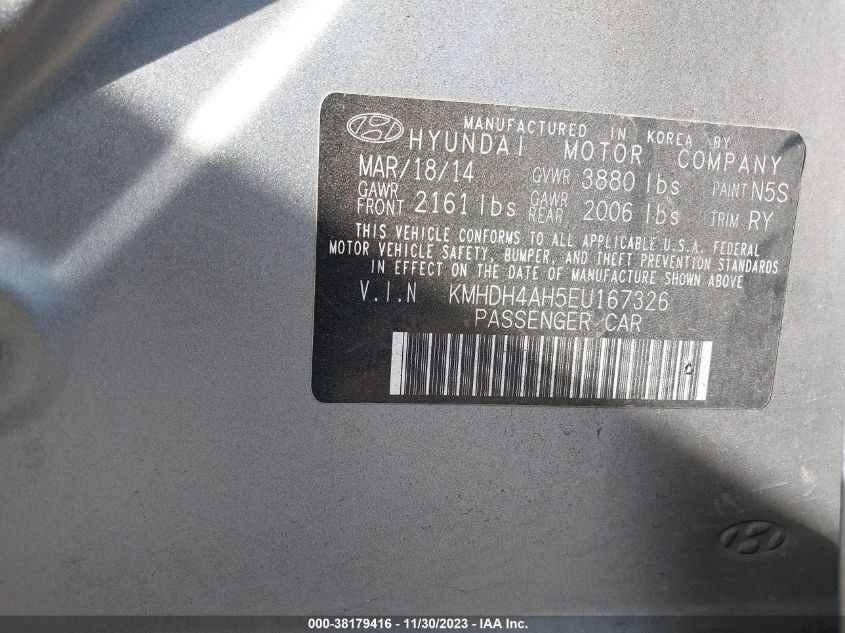 MANUFACTURED IN KOREA BY
HYUNDAI MOTOR COMPANY
MAR/18/14 GVWR 3880 lbs PAINT N5S
GAWR FRONT 2161 lbs GAWR REAR 2006 lbs TRIM RY
THIS VEHICLE CONFORMS TO ALL APPLICABLE U.S.A. FEDERAL
MOTOR VEHICLE SAFETY, BUMPER, AND THEFT PREVENTION STANDARDS
IN EFFECT ON THE DATE OF MANUFACTURE SHOWN ABOVE
V.I.N KMHDH4AH5EU167326
PASSENGER CAR
000-38179416 - 11/30/2023 - IAA Inc.